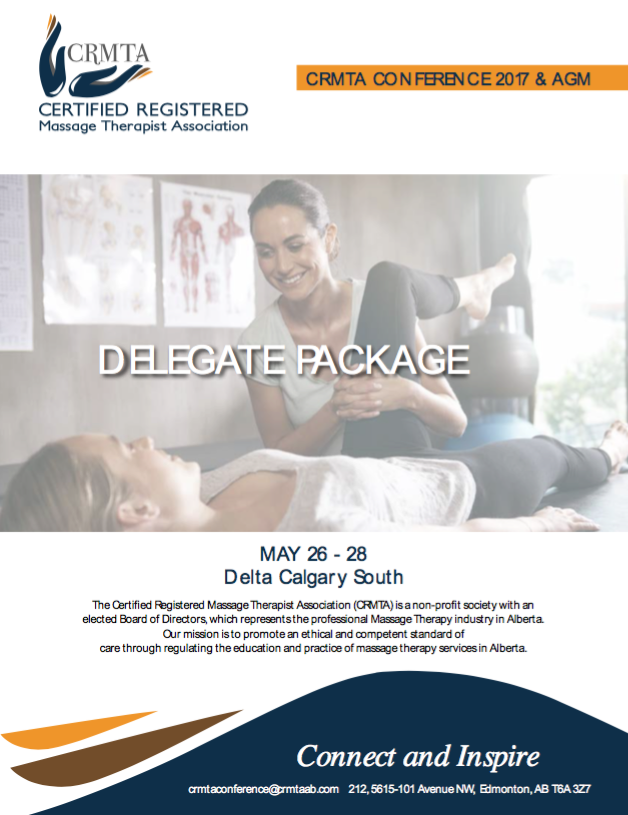 CRMTA
CERTIFIED REGISTERED
Massage Therapist Association
CRMTA CONFERENCE 2017 & AGM
DELEGATE PACKAGE
MAY 26 - 28
Delta Calgary South
The Certified Registered Massage Therapist Association (CRMTA) is a non-profit society with an
elected Board of Directors, which represents the professional Massage Therapy industry in Alberta.
Our mission is to promote an ethical and competent standard of
care through regulating the education and practice of massage therapy services in Alberta.
Connect and Inspire
crmtaconference@crmtaab.com 212, 5615-101 Avenue NW, Edmonton, AB T6A 3Z7